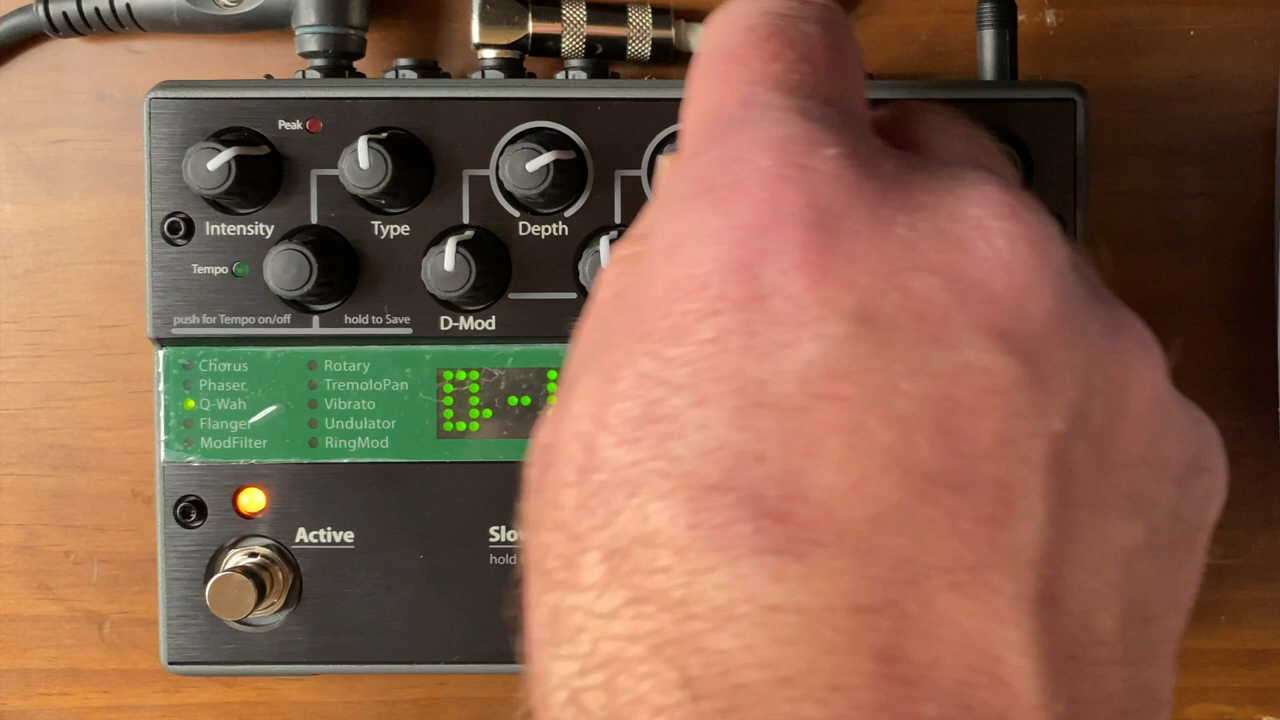 Peak
Intensity
Type
Depth
Tempo
push for Tempo on/off
hold to Save
D-Mod
Chorus
Rotary
Phaser
TremoloPan
Q-Wah
Vibrato
Flanger
Undulator
ModFilter
RingMod
Active
hold